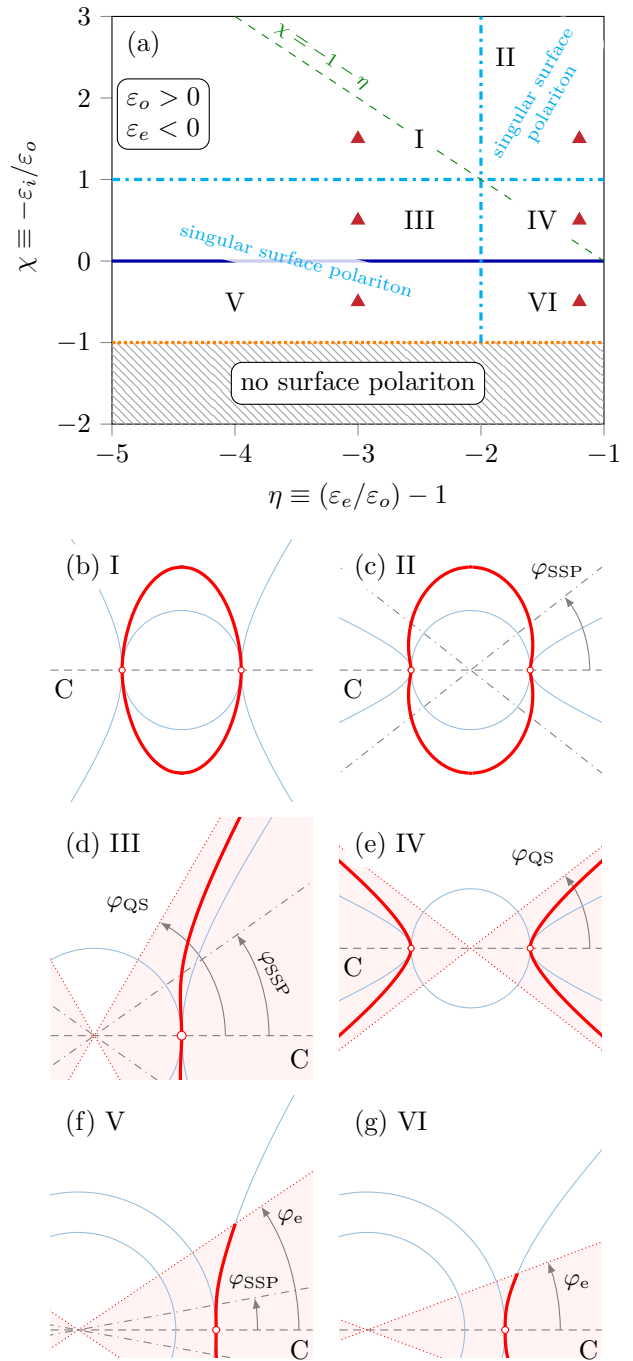 (a)
χ ≡ −1 − η
II
singular surface
polariton
ε_o > 0
ε_e < 0
I
III
IV
singular surface polariton
V
VI
no surface polariton
3
2
1
0
−1
−2
χ ≡ −ε_i/ε_o
−5
−4
−3
−2
−1
η ≡ (ε_e/ε_o) − 1
(b) I
C
(c) II
φ_SSP
C
(d) III
φ_QS
φ_SSP
C
(e) IV
φ_QS
C
(f) V
φ_e
φ_SSP
C
(g) VI
φ_e
C